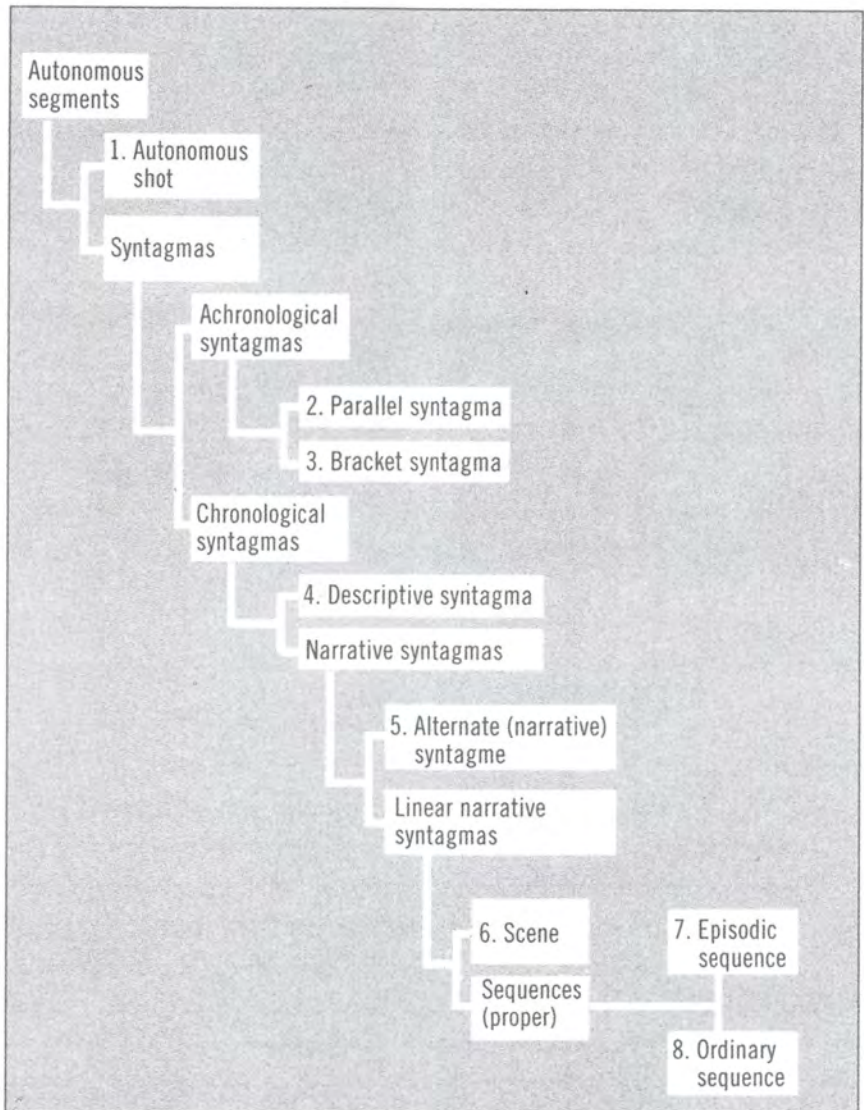 Autonomous
segments
1. Autonomous
shot
Syntagmas
Achronological
syntagmas
2. Parallel syntagma
3. Bracket syntagma
Chronological
syntagmas
4. Descriptive syntagma
Narrative syntagmas
5. Alternate (narrative)
syntagme
Linear narrative
syntagmas
6. Scene
Sequences
(proper)
7. Episodic
sequence
8. Ordinary
sequence